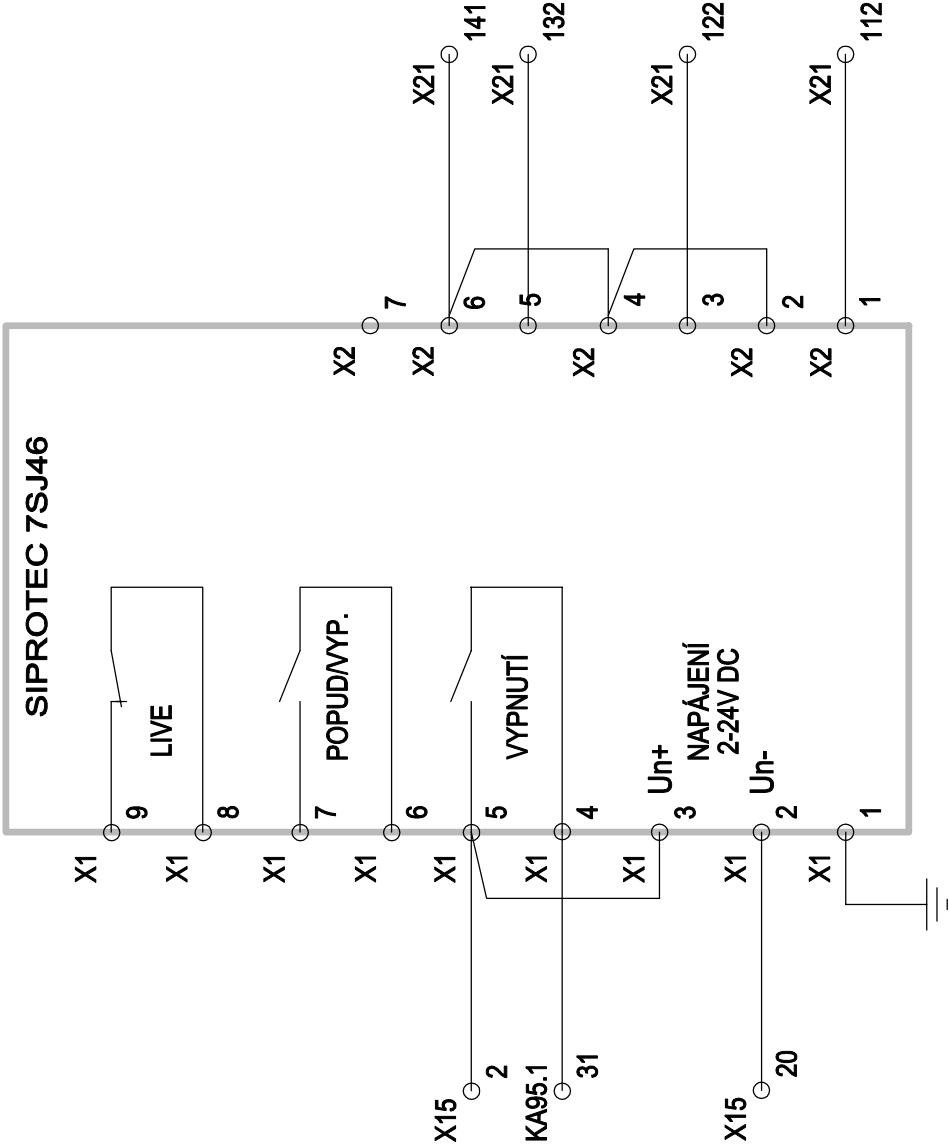 SIPROTEC 7SJ46
X1
9
LIVE
X1
8
X1
7
POPUD/VYP.
X2
7
X1
6
X2
X21
6
141
X15
X1
2
5
X21
VYPNUTÍ
5
132
KA95.1
X1
31
4
X2
4
X1
Un+
3
X21
NAPÁJENÍ
2-24V DC
3
122
X15
X1
X2
Un-
20
2
2
X1
X2
X21
1
1
112